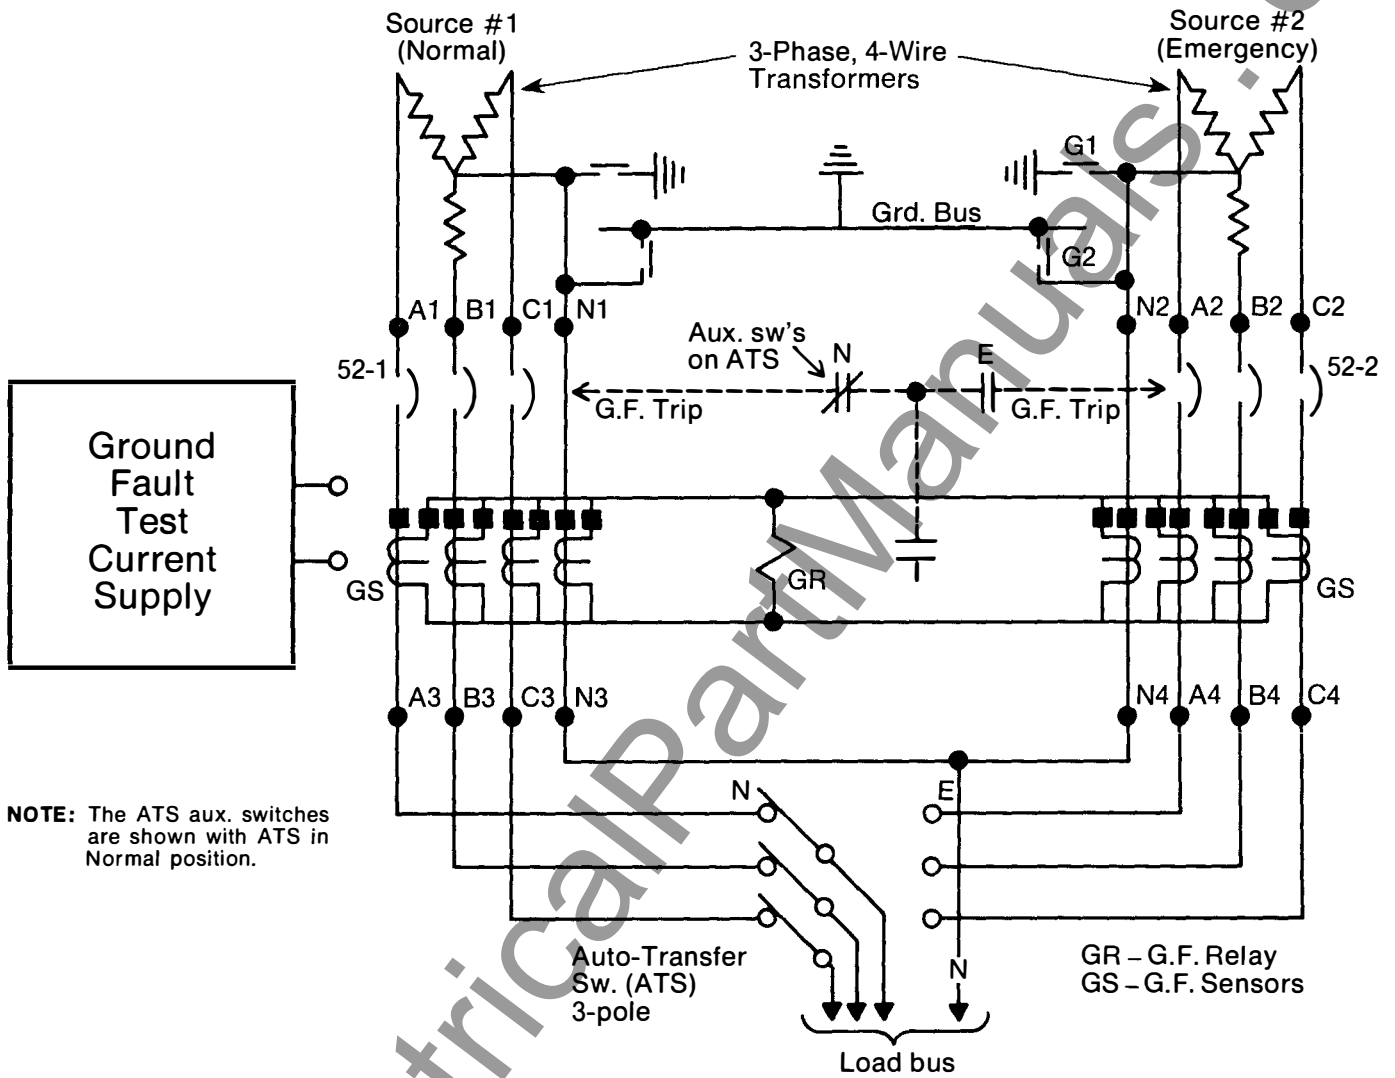 Source #1
(Normal)
3-Phase, 4-Wire
Transformers
Source #2
(Emergency)
G1
Grd. Bus
G2
A1 B1 C1 N1
N2 A2 B2 C2
Aux. sw's
on ATS
N
E
52-1
52-2
G.F. Trip
G.F. Trip
Ground
Fault
Test
Current
Supply
GS
GR
GS
A3 B3 C3 N3
N4 A4 B4 C4
N
E
NOTE: The ATS aux. switches
are shown with ATS in
Normal position.
Auto-Transfer
Sw. (ATS)
3-pole
N
GR – G.F. Relay
GS – G.F. Sensors
Load bus
ctricalPartManuals .